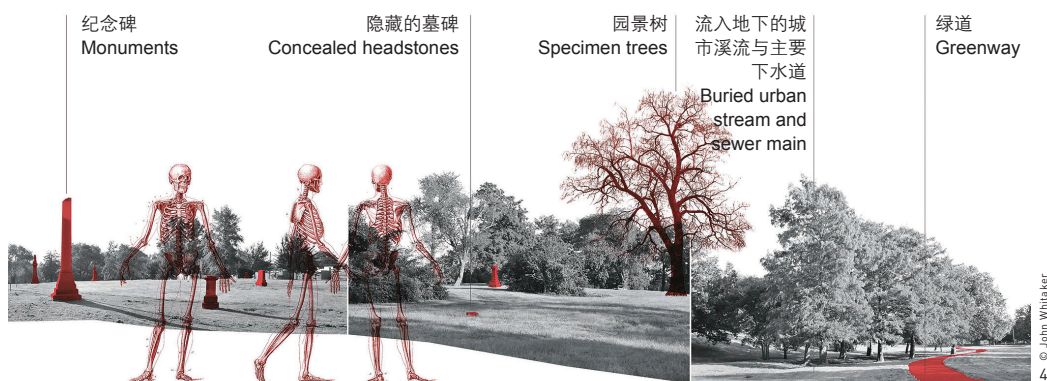 纪念碑
Monuments
隐藏的墓碑
Concealed headstones
园景树
Specimen trees
流入地下的城
市溪流与主要
下水道
Buried urban
stream and
sewer main
绿道
Greenway
© John Whitaker
4